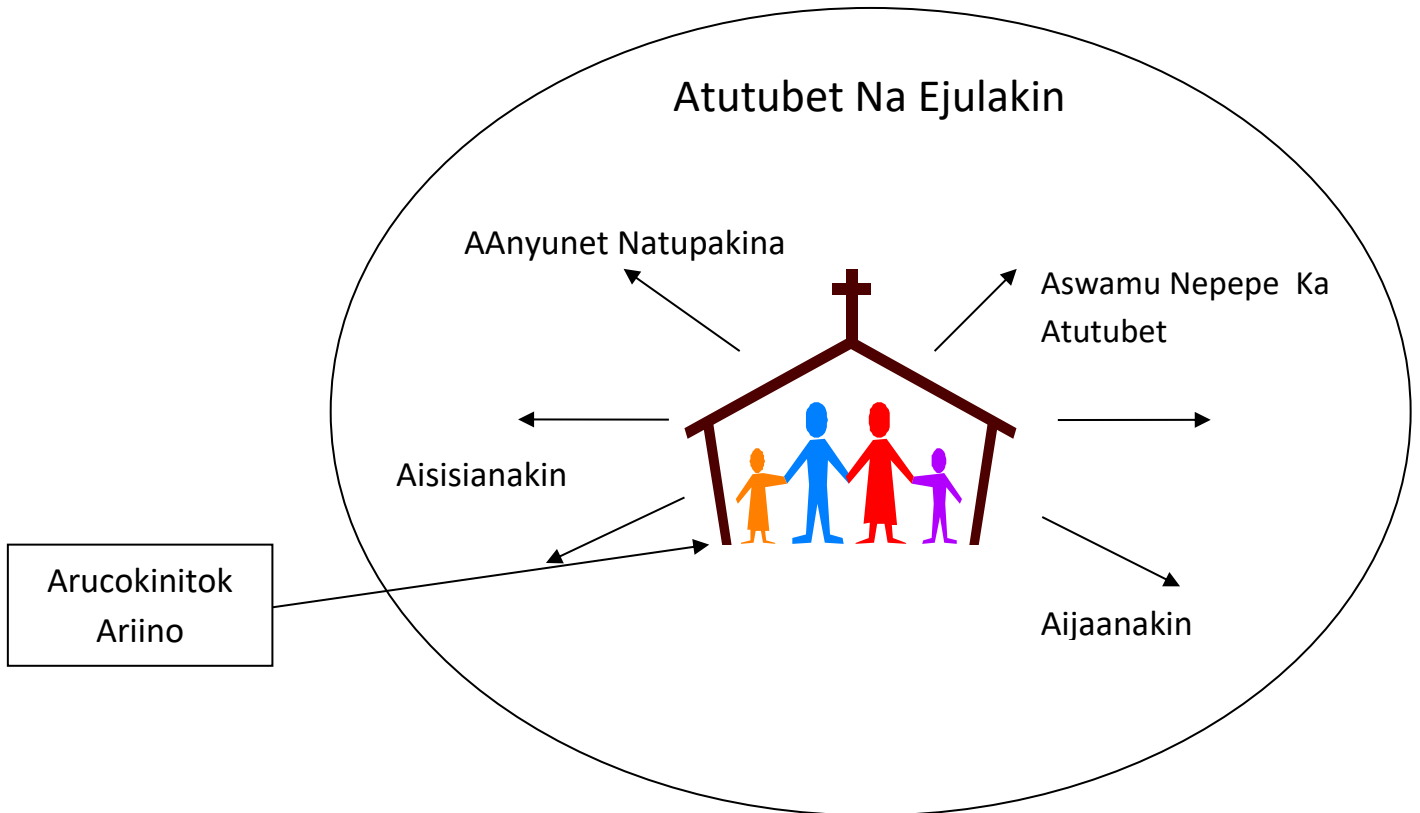 Atutubet Na Ejulakin
AAnyunet Natupakina
Aswamu Nepepe Ka
Atutubet
Aisisianakin
Arucokinitok
Ariino
Aijaanakin